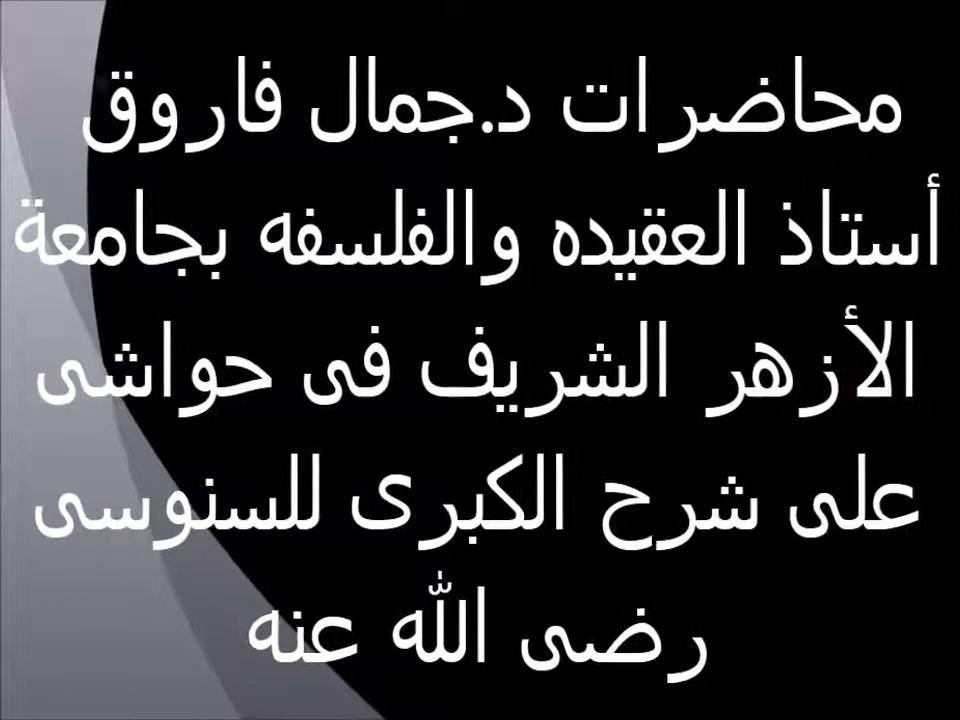 محاضرات د.جمال فاروق
أستاذ العقيده والفلسفه بجامعة
الأزهر الشريف فى حواشى
على شرح الكبرى للسنوسى
رضى الله عنه